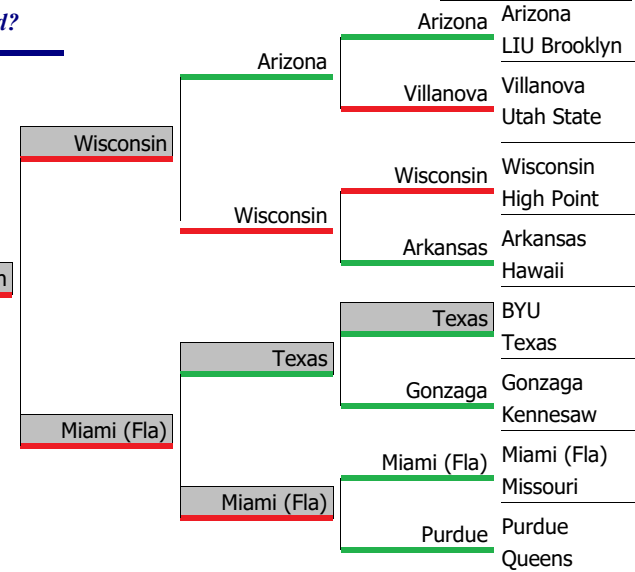 d?
Arizona
Arizona
LIU Brooklyn
Arizona
Villanova
Villanova
Utah State
Wisconsin
Wisconsin
Wisconsin
High Point
Wisconsin
Arkansas
Arkansas
Hawaii
n
Texas
BYU
Texas
Texas
Gonzaga
Gonzaga
Kennesaw
Miami (Fla)
Miami (Fla)
Miami (Fla)
Missouri
Miami (Fla)
Purdue
Purdue
Queens